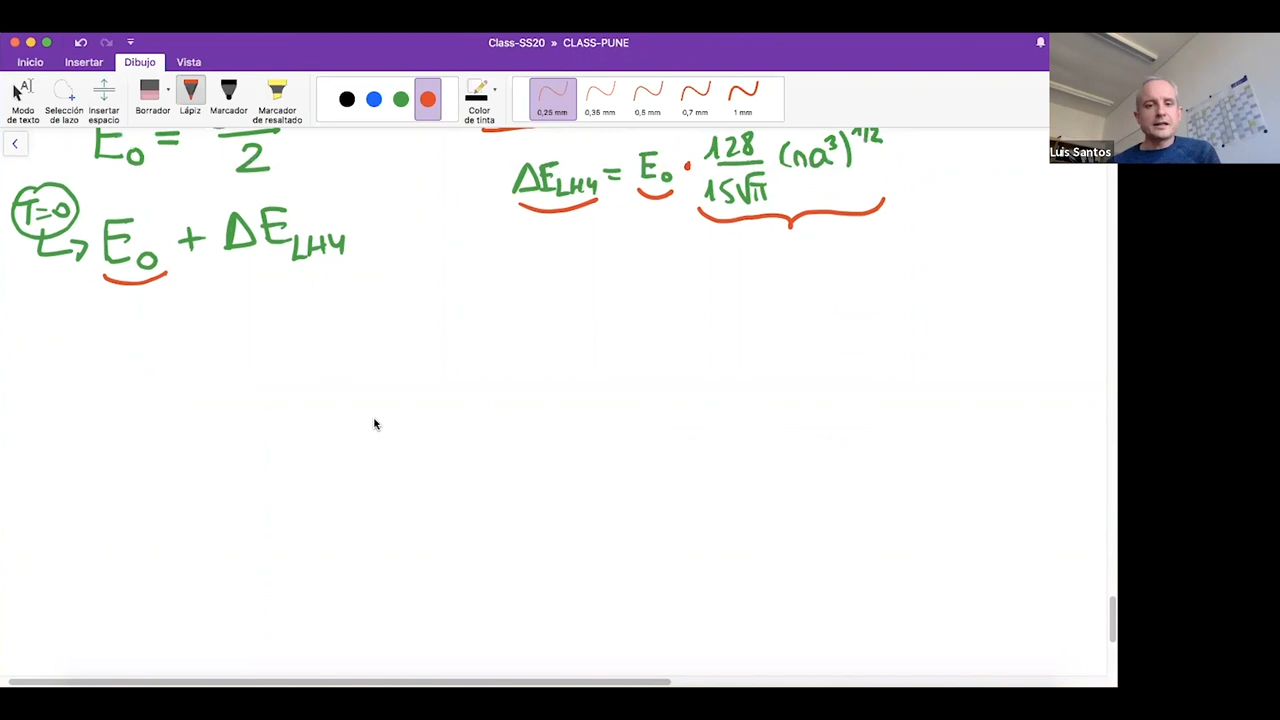 Class-SS20 » CLASS-PUNE
Inicio Insertar Dibujo Vista
Modo de texto
Selección de lazo
Insertar espacio
Borrador
Lápiz
Marcador
Marcador de resaltado
Color de tinta
0,25 mm 0,35 mm 0,5 mm 0,7 mm 1 mm
Luis Santos
E₀ = / 2
ΔE_LHY = E₀ · 128/15√π (na³)^1/2
T=0
E₀ + ΔE_LHY